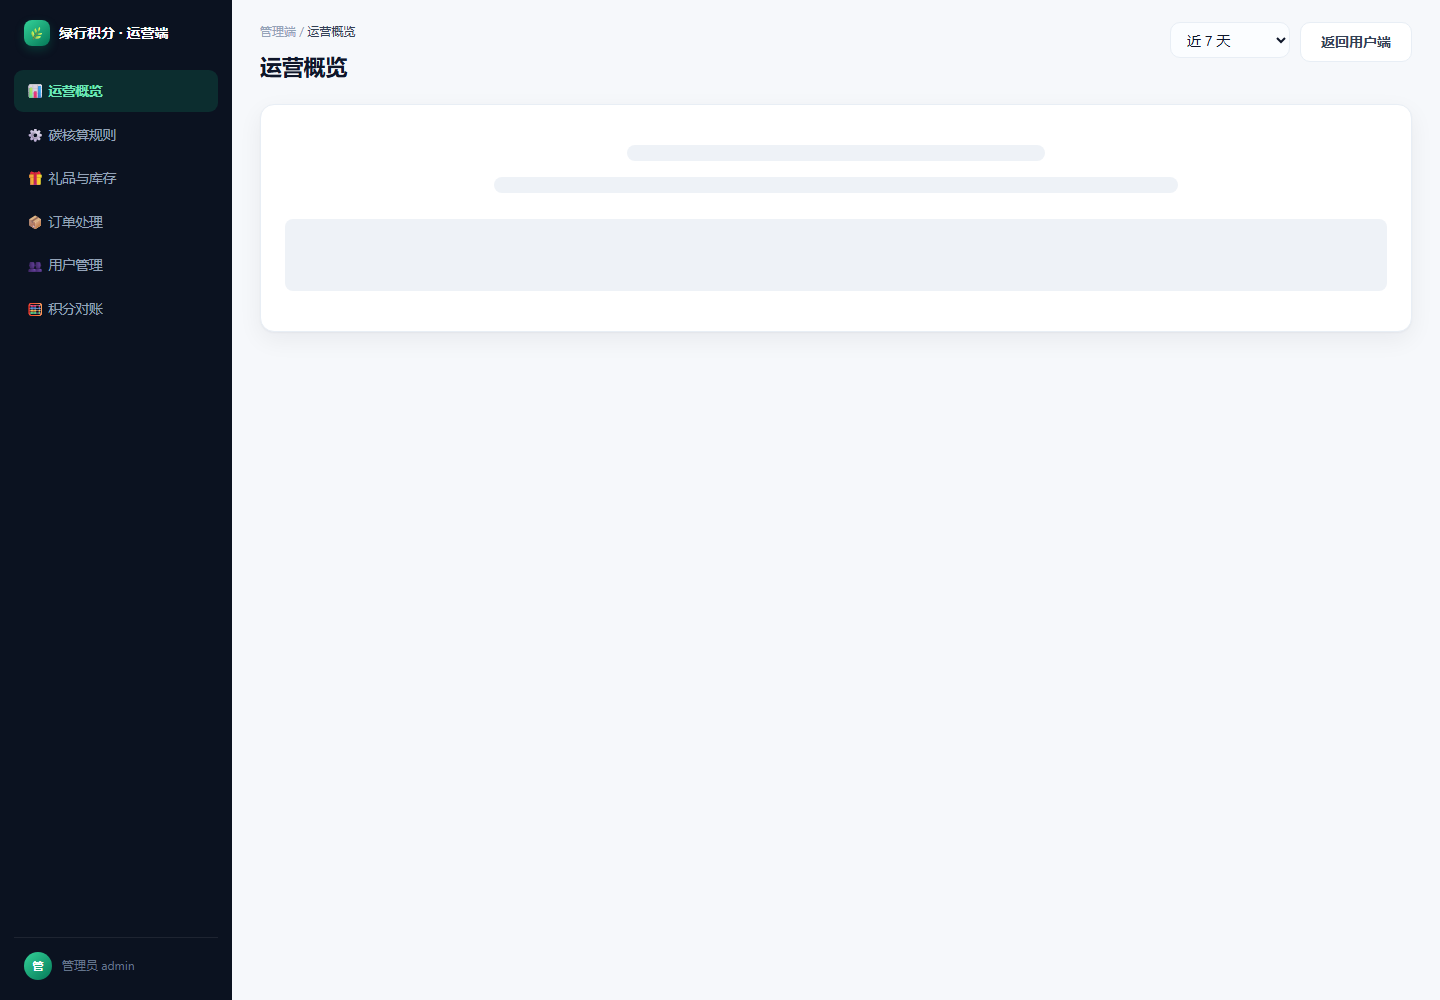 绿行积分 · 运营端
运营概览
碳核算规则
礼品与库存
订单处理
用户管理
积分对账
管
管理员 admin
管理端 / 运营概览
运营概览
近 7 天
返回用户端